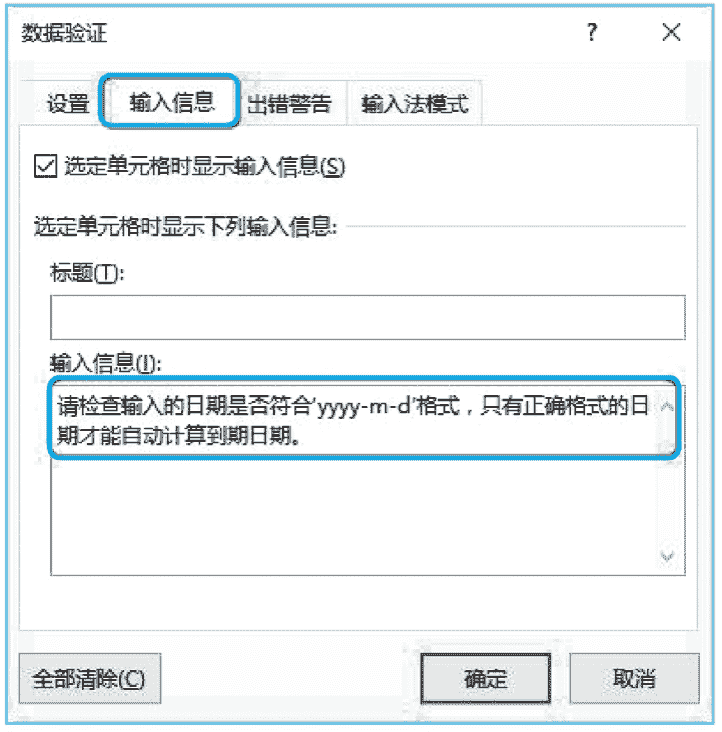 数据验证 ? ×
设置 输入信息 出错警告 输入法模式
选定单元格时显示输入信息(S)
选定单元格时显示下列输入信息:
标题(T):
输入信息(I):
请检查输入的日期是否符合'yyyy-m-d'格式，只有正确格式的日
期才能自动计算到期日期。
全部清除(C) 确定 取消